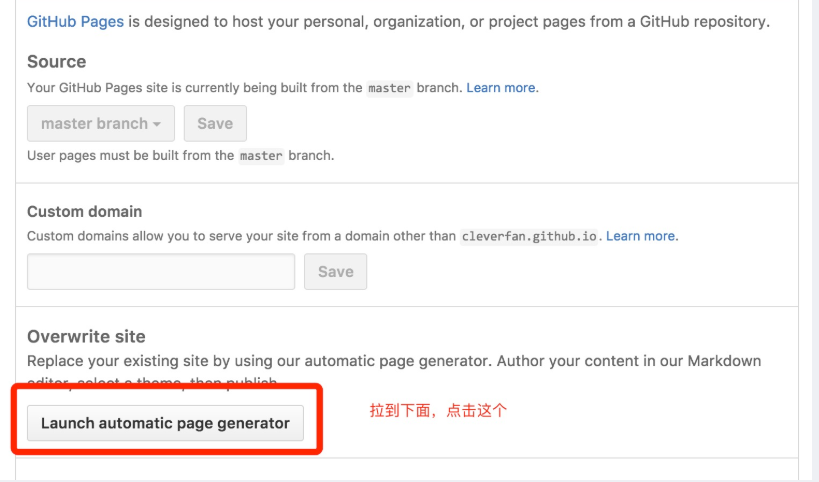 GitHub Pages is designed to host your personal, organization, or project pages from a GitHub repository.
Source
Your GitHub Pages site is currently being built from the master branch. Learn more.
master branch Save
User pages must be built from the master branch.
Custom domain
Custom domains allow you to serve your site from a domain other than cleverfan.github.io. Learn more.
Save
Overwrite site
Replace your existing site by using our automatic page generator. Author your content in our Markdown
editor, select a theme, then publish.
Launch automatic page generator 拉到下面，点击这个